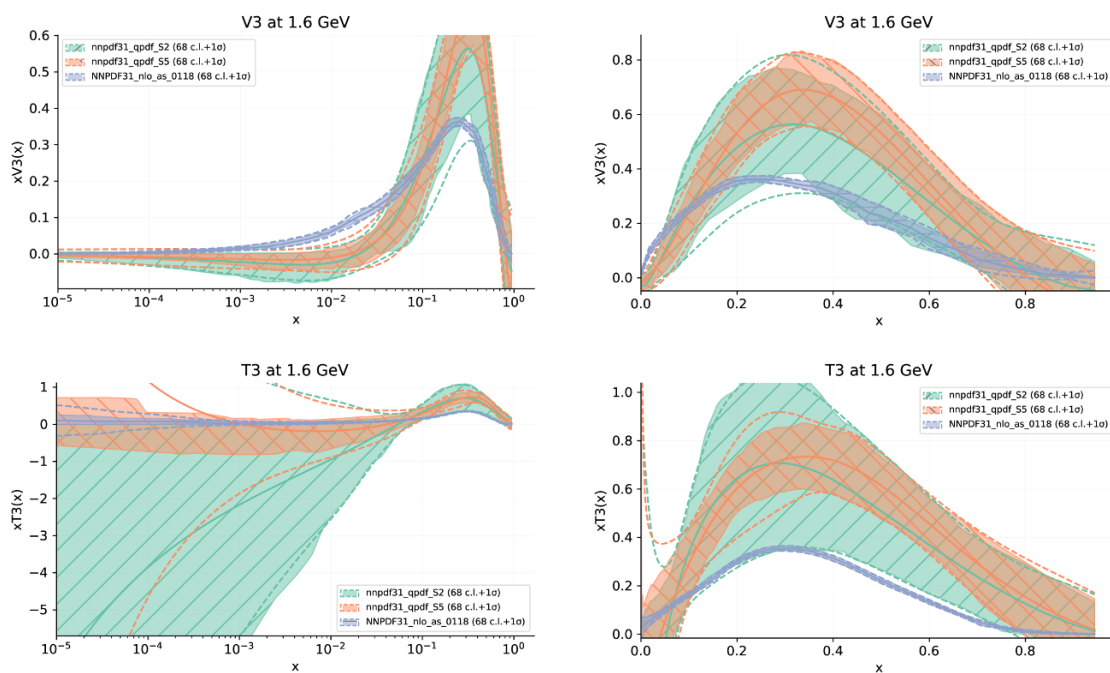 V3 at 1.6 GeV
nnpdf31_qpdf_S2 (68 c.l.+1σ)
nnpdf31_qpdf_S5 (68 c.l.+1σ)
NNPDF31_nlo_as_0118 (68 c.l.+1σ)
xV3(x)
0.6
0.5
0.4
0.3
0.2
0.1
0.0
10⁻⁵
10⁻⁴
10⁻³
10⁻²
10⁻¹
10⁰
x
V3 at 1.6 GeV
nnpdf31_qpdf_S2 (68 c.l.+1σ)
nnpdf31_qpdf_S5 (68 c.l.+1σ)
NNPDF31_nlo_as_0118 (68 c.l.+1σ)
xV3(x)
0.8
0.6
0.4
0.2
0.0
0.0
0.2
0.4
0.6
0.8
x
T3 at 1.6 GeV
xT3(x)
1
0
−1
−2
−3
−4
−5
nnpdf31_qpdf_S2 (68 c.l.+1σ)
nnpdf31_qpdf_S5 (68 c.l.+1σ)
NNPDF31_nlo_as_0118 (68 c.l.+1σ)
10⁻⁵
10⁻⁴
10⁻³
10⁻²
10⁻¹
10⁰
x
T3 at 1.6 GeV
nnpdf31_qpdf_S2 (68 c.l.+1σ)
nnpdf31_qpdf_S5 (68 c.l.+1σ)
NNPDF31_nlo_as_0118 (68 c.l.+1σ)
xT3(x)
1.0
0.8
0.6
0.4
0.2
0.0
0.0
0.2
0.4
0.6
0.8
x